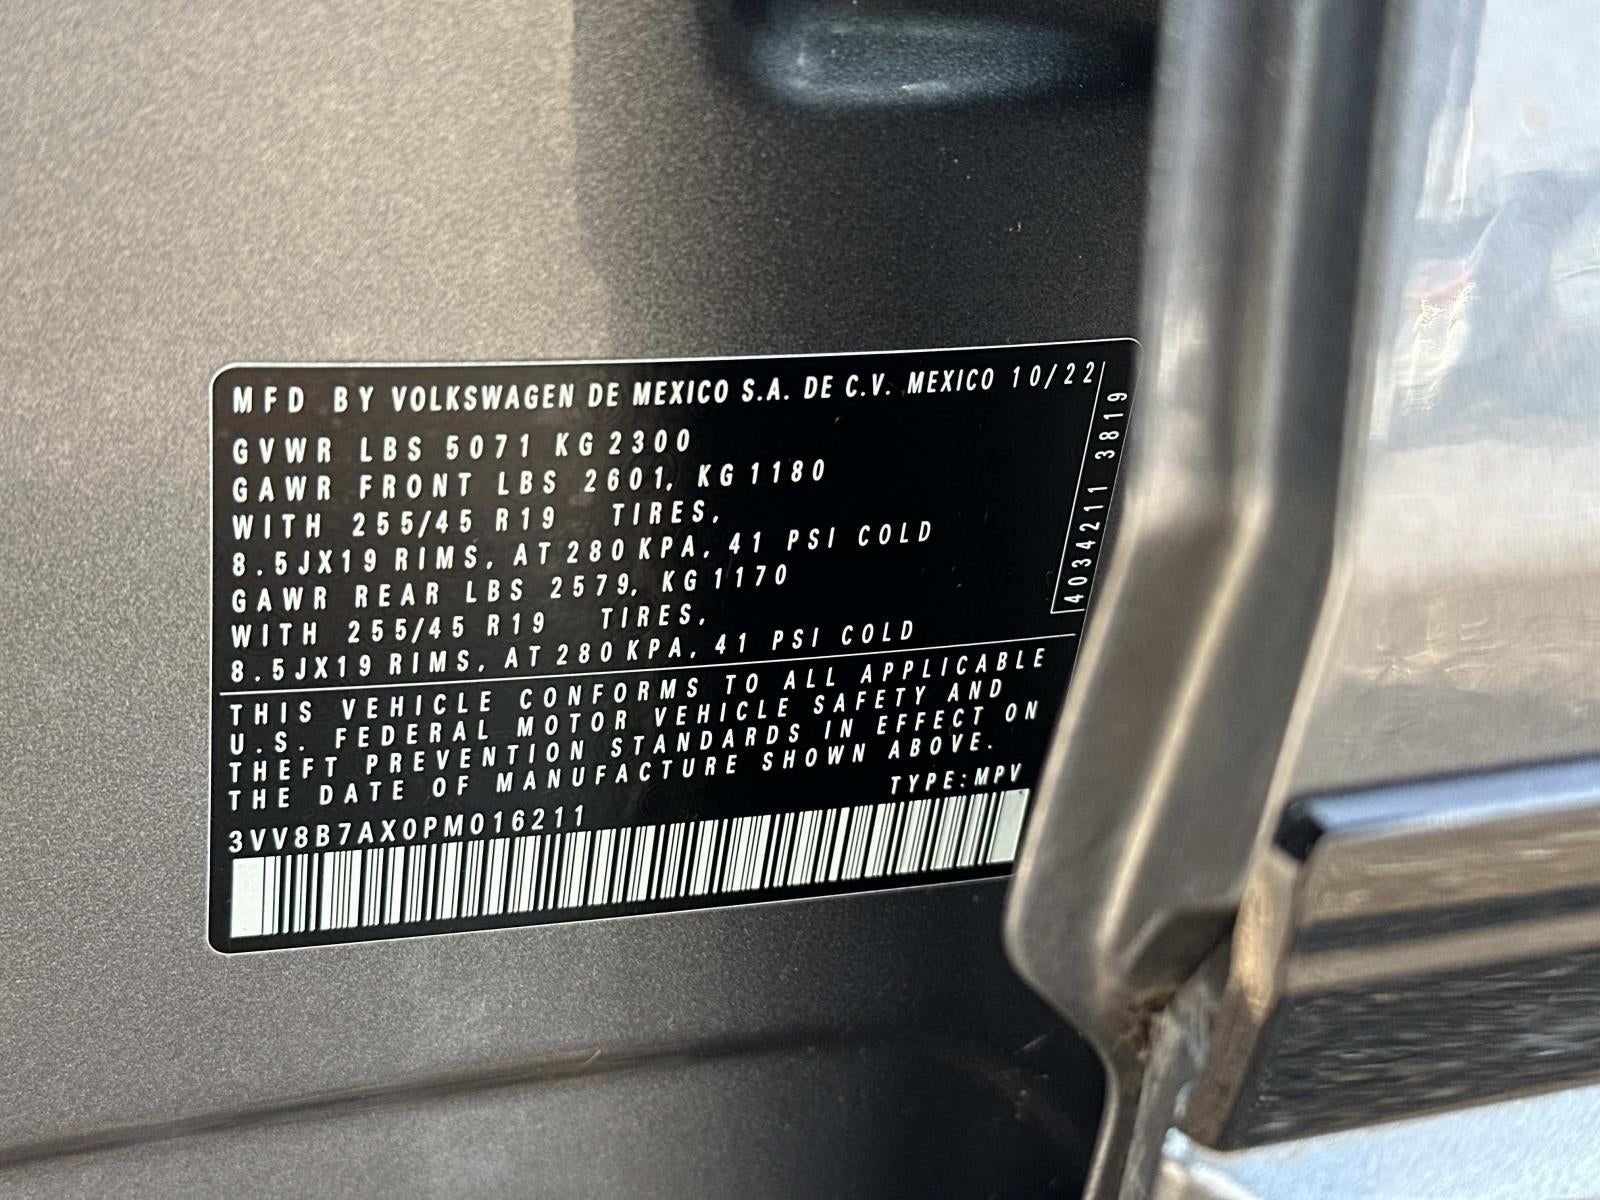 MFD BY VOLKSWAGEN DE MEXICO S.A. DE C.V. MEXICO 10/22
GVWR LBS 5071 KG 2300
GAWR FRONT LBS 2601, KG 1180
WITH 255/45 R19 TIRES,
8.5JX19 RIMS, AT 280 KPA, 41 PSI COLD
GAWR REAR LBS 2579, KG 1170
WITH 255/45 R19 TIRES,
8.5JX19 RIMS, AT 280 KPA, 41 PSI COLD
4034211 3819
THIS VEHICLE CONFORMS TO ALL APPLICABLE
U.S. FEDERAL MOTOR VEHICLE SAFETY AND
THEFT PREVENTION STANDARDS IN EFFECT ON
THE DATE OF MANUFACTURE SHOWN ABOVE.
TYPE: MPV
3VV8B7AX0PM016211